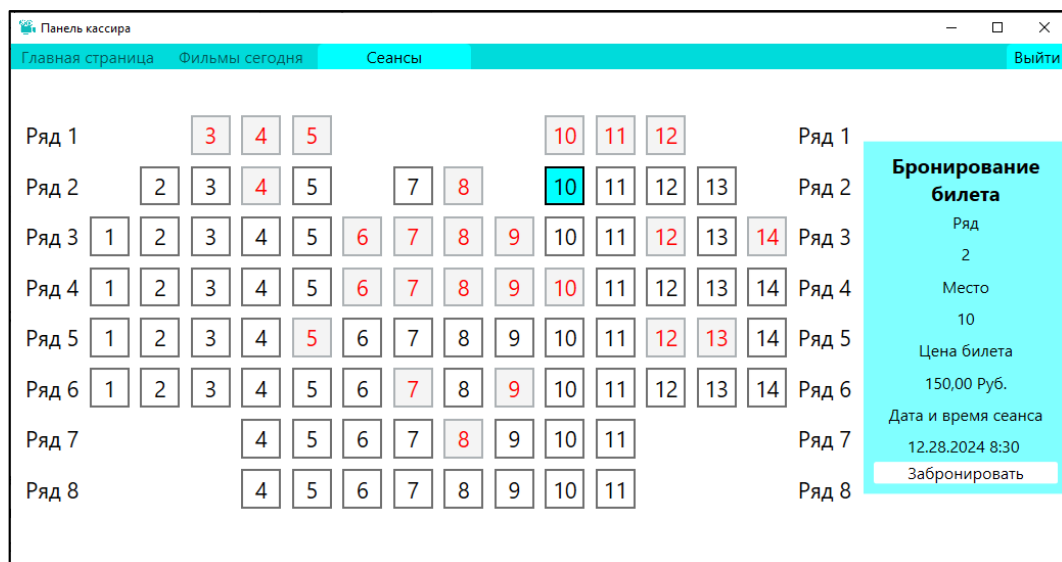 Панель кассира
Главная страница Фильмы сегодня Сеансы Выйти
Ряд 1 3 4 5 10 11 12 Ряд 1
Ряд 2 2 3 4 5 7 8 10 11 12 13 Ряд 2
Ряд 3 1 2 3 4 5 6 7 8 9 10 11 12 13 14 Ряд 3
Ряд 4 1 2 3 4 5 6 7 8 9 10 11 12 13 14 Ряд 4
Ряд 5 1 2 3 4 5 6 7 8 9 10 11 12 13 14 Ряд 5
Ряд 6 1 2 3 4 5 6 7 8 9 10 11 12 13 14 Ряд 6
Ряд 7 4 5 6 7 8 9 10 11 Ряд 7
Ряд 8 4 5 6 7 8 9 10 11 Ряд 8
Бронирование
билета
Ряд
2
Место
10
Цена билета
150,00 Руб.
Дата и время сеанса
12.28.2024 8:30
Забронировать